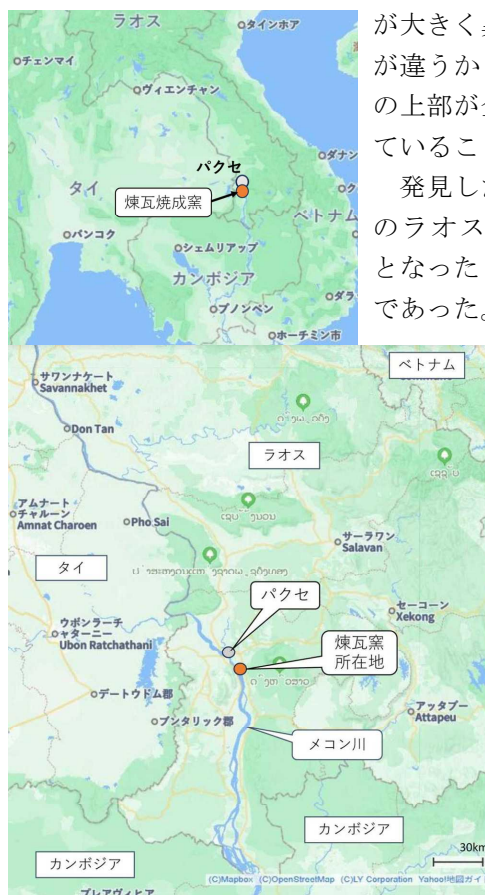 ラオス
タインホア
チェンマイ
ヴィエンチャン
パクセ
ダナン
タイ
煉瓦焼成窯
ベトナム
バンコク
シェムリアップ
カンボジア
プノンペン
ダラ
ホーチミン市
が大きく
が違うか
の上部が
ているこ
発見し
のラオス
となった
であった。
ベトナム
サワンナケート
Savannakhet
Don Tan
ラオス
アムナート
チャルーン
Amnat Charoen
Pho Sai
サーラワン
Salavan
タイ
パクセ
セーコーン
Xekong
ウボンラーチ
ャターニー
Ubon Ratchathani
煉瓦窯
所在地
デートウドム郡
アッタプー
Attapeu
ブンタリック郡
メコン川
カンボジア
30km
カンボジア
(C)Mapbox (C)OpenStreetMap (C)LY Corporation Yahoo!地図ガイ
プレアヴィヒア